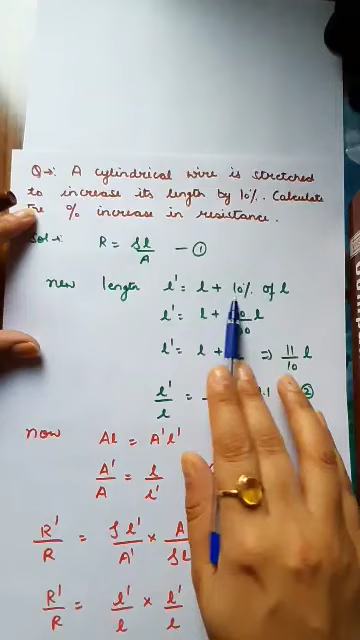 Q→: A cylindrical wire is stretched
to increase its length by 10%. Calculate
the % increase in resistance.
Sol:- R = ρl/A — ①
new length l' = l + 10% of l
l' = l + l
l' = l + ⇒ 11/10 l
l'/l = .1 ②
now Al = A'l'
A'/A = l/l'
R'/R = ρl'/A' × A/ρl
R'/R = l'/l × l'/l